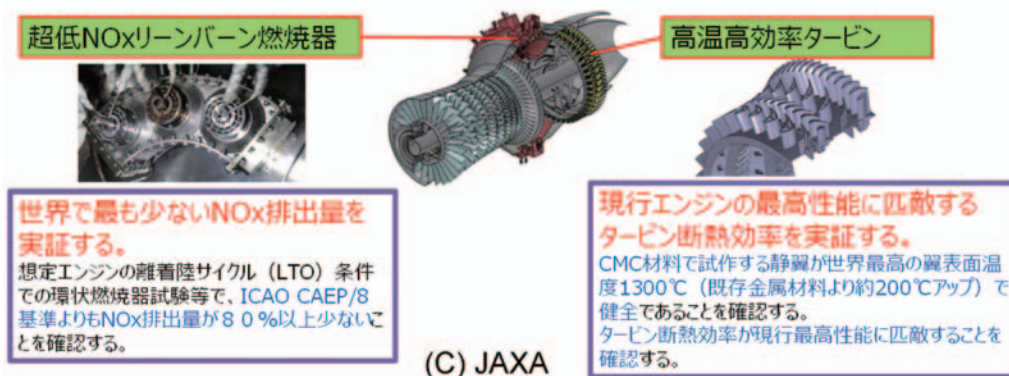 超低NOxリーンバーン燃焼器
高温高効率タービン
世界で最も少ないNOx排出量を
実証する。
想定エンジンの離着陸サイクル（LTO）条件
での環状燃焼器試験等で、ICAO CAEP/8
基準よりもNOx排出量が８０%以上少ないこ
とを確認する。
現行エンジンの最高性能に匹敵する
タービン断熱効率を実証する。
CMC材料で試作する静翼が世界最高の翼表面温
度1300℃（既存金属材料より約200℃アップ）で
健全であることを確認する。
タービン断熱効率が現行最高性能に匹敵することを
確認する。
(C) JAXA